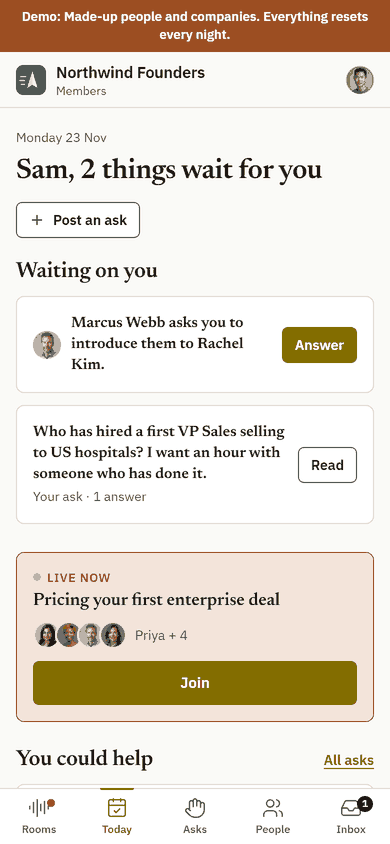 Demo: Made-up people and companies. Everything resets
every night.
Northwind Founders
Members
Monday 23 Nov
Sam, 2 things wait for you
+ Post an ask
Waiting on you
Marcus Webb asks you to
introduce them to Rachel
Kim.
Answer
Who has hired a first VP Sales selling
to US hospitals? I want an hour with
someone who has done it.
Your ask · 1 answer
Read
LIVE NOW
Pricing your first enterprise deal
Priya + 4
Join
You could help
All asks
1
Rooms
Today
Asks
People
Inbox